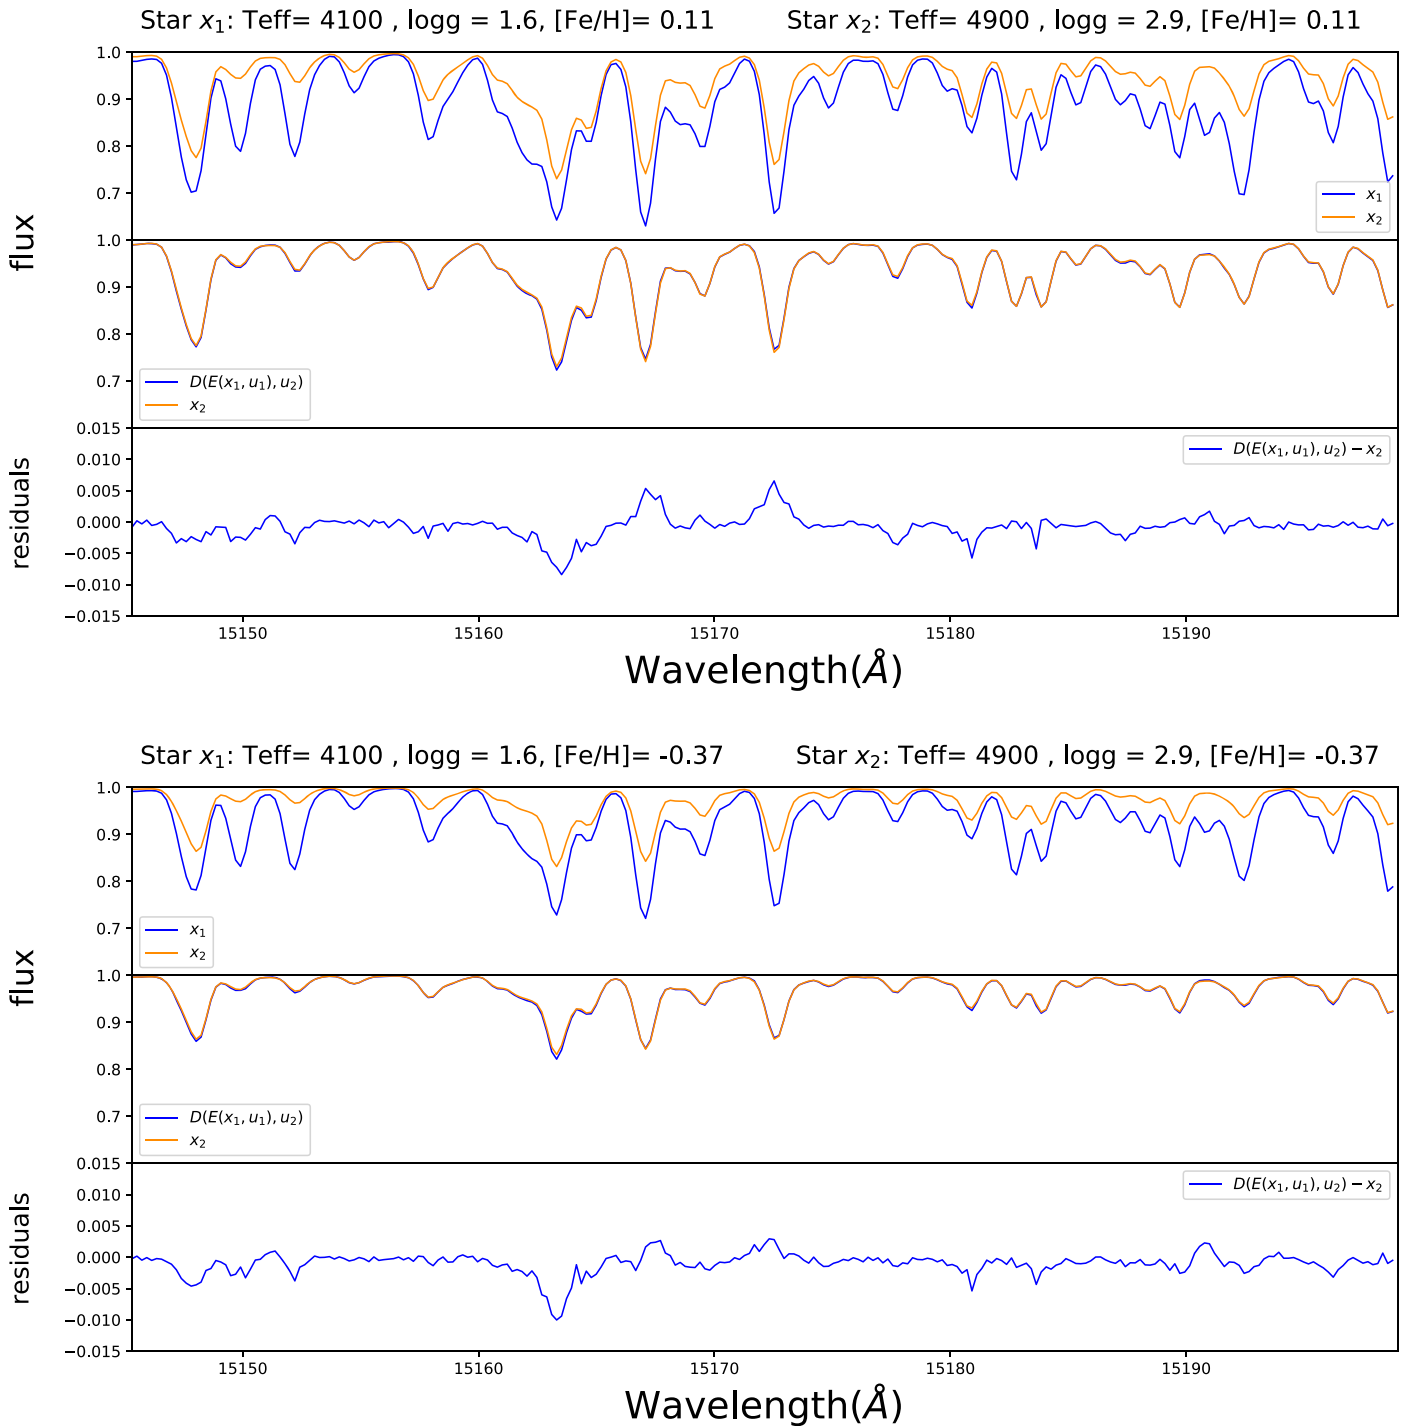 Star x₁: Teff= 4100 , logg = 1.6, [Fe/H]= 0.11 Star x₂: Teff= 4900 , logg = 2.9, [Fe/H]= 0.11
1.0
0.9
0.8
0.7
x₁
x₂
flux
1.0
0.9
0.8
0.7
D(E(x₁, u₁), u₂)
x₂
residuals
0.015
0.010
0.005
0.000
−0.005
−0.010
−0.015
D(E(x₁, u₁), u₂) − x₂
15150 15160 15170 15180 15190
Wavelength(Å)
Star x₁: Teff= 4100 , logg = 1.6, [Fe/H]= -0.37 Star x₂: Teff= 4900 , logg = 2.9, [Fe/H]= -0.37
1.0
0.9
0.8
0.7
x₁
x₂
flux
1.0
0.9
0.8
0.7
D(E(x₁, u₁), u₂)
x₂
residuals
0.015
0.010
0.005
0.000
−0.005
−0.010
−0.015
D(E(x₁, u₁), u₂) − x₂
15150 15160 15170 15180 15190
Wavelength(Å)